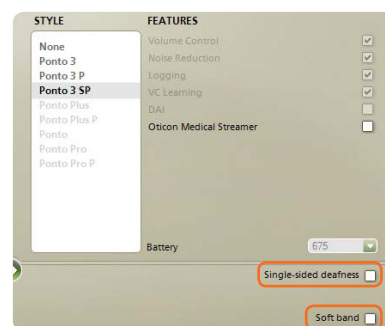 STYLE
None
Ponto 3
Ponto 3 P
Ponto 3 SP
Ponto Plus
Ponto Plus P
Ponto
Ponto Pro
Ponto Pro P
FEATURES
Volume Control
Noise Reduction
Logging
VC Learning
DAI
Oticon Medical Streamer
Battery 675
Single-sided deafness
Soft band